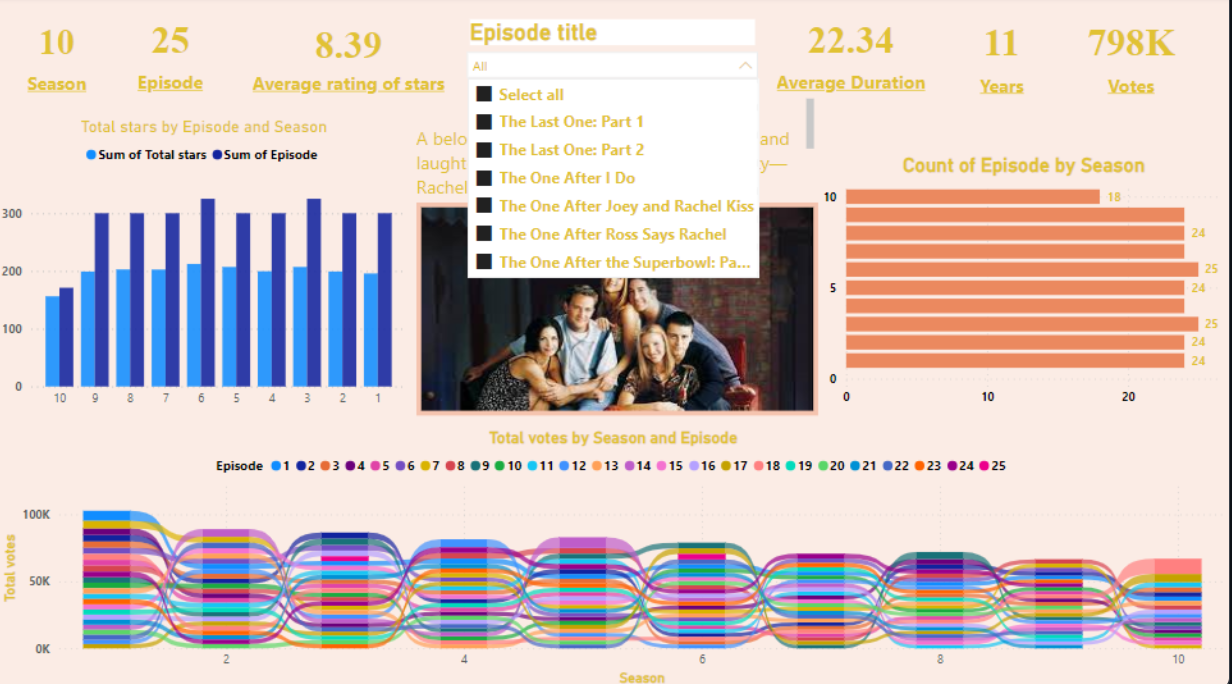 10
Season
25
Episode
8.39
Average rating of stars
Episode title
All
Select all
The Last One: Part 1
The Last One: Part 2
The One After I Do
The One After Joey and Rachel Kiss
The One After Ross Says Rachel
The One After the Superbowl: Pa...
22.34
Average Duration
11
Years
798K
Votes
A belo
and
laught
y—
Rachel
Total stars by Episode and Season
Sum of Total stars Sum of Episode
300
200
100
0
10 9 8 7 6 5 4 3 2 1
Count of Episode by Season
10
5
0
18
24
25
24
25
24
24
0 10 20
Total votes by Season and Episode
Episode 1 2 3 4 5 6 7 8 9 10 11 12 13 14 15 16 17 18 19 20 21 22 23 24 25
Total votes
100K
50K
0K
2 4 6 8 10
Season